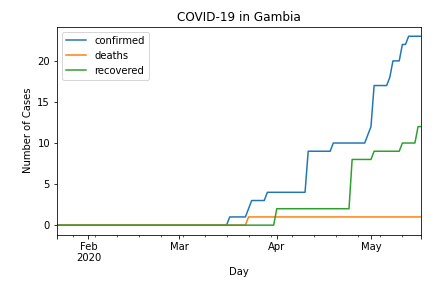 COVID-19 in Gambia
confirmed
deaths
recovered
Number of Cases
20
15
10
5
0
Feb
2020
Mar
Apr
May
Day